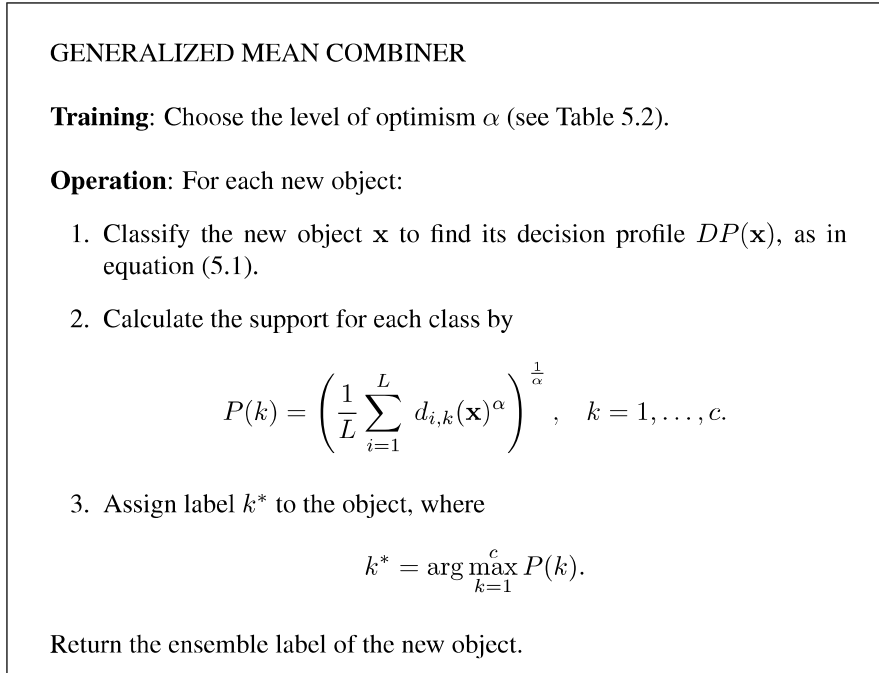 GENERALIZED MEAN COMBINER
Training: Choose the level of optimism α (see Table 5.2).
Operation: For each new object:
1. Classify the new object x to find its decision profile DP(x), as in
equation (5.1).
2. Calculate the support for each class by
P(k) = ( 1/L ∑_{i=1}^{L} d_{i,k}(x)^α )^{1/α}, k = 1, . . . , c.
3. Assign label k* to the object, where
k* = arg max_{k=1}^{c} P(k).
Return the ensemble label of the new object.